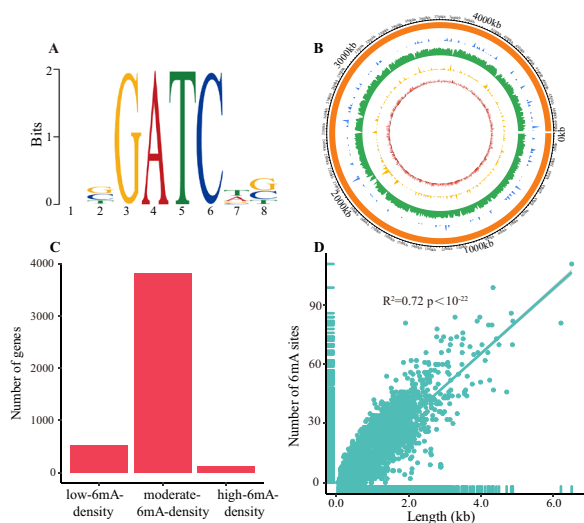 A
Bits
2
1
0
GATC
G
C
T
T
A
G
C
T
1 2 3 4 5 6 7 8
B
0kb
1000kb
2000kb
3000kb
4000kb
C
Number of genes
4000
3000
2000
1000
0
low-6mA-
density
moderate-
6mA-density
high-6mA-
density
D
R²=0.72 p<10⁻²²
Number of 6mA sites
90
60
30
0
0.0 2.0 4.0 6.0
Length (kb)